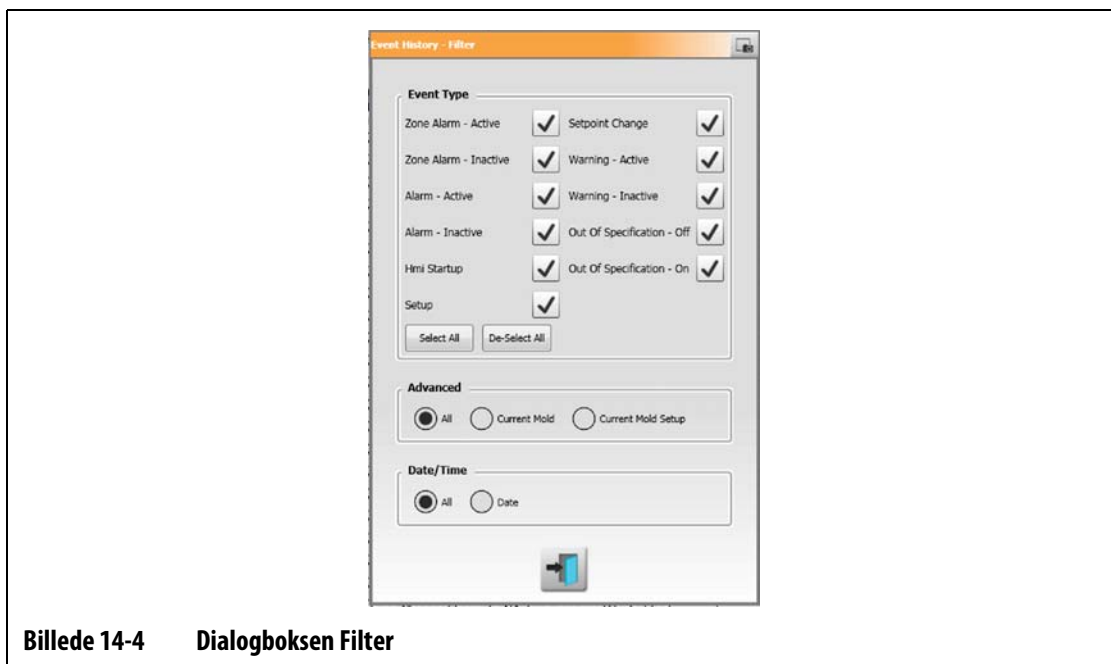 Event History - Filter
Event Type
Zone Alarm - Active
Setpoint Change
Zone Alarm - Inactive
Warning - Active
Alarm - Active
Warning - Inactive
Alarm - Inactive
Out Of Specification - Off
Hmi Startup
Out Of Specification - On
Setup
Select All
De-Select All
Advanced
All
Current Mold
Current Mold Setup
Date/Time
All
Date
Billede 14-4 Dialogboksen Filter